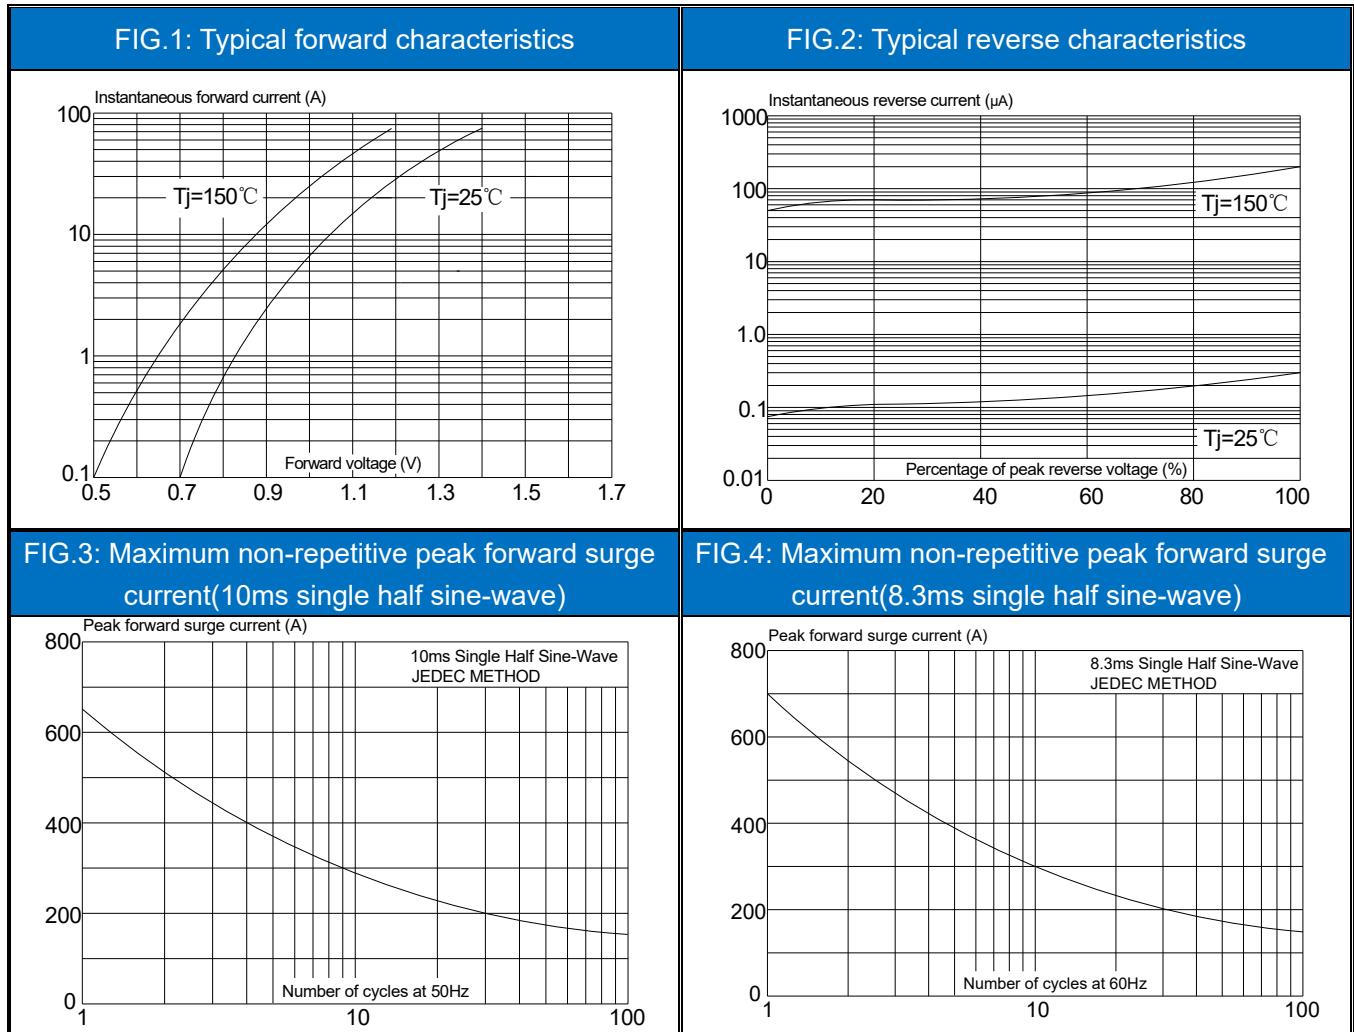 FIG.1: Typical forward characteristics
Instantaneous forward current (A)
100
10
1
0.1
Tj=150℃
Tj=25℃
Forward voltage (V)
0.5 0.7 0.9 1.1 1.3 1.5 1.7
FIG.2: Typical reverse characteristics
Instantaneous reverse current (µA)
1000
100
10
1.0
0.1
0.01
Tj=150℃
Tj=25℃
Percentage of peak reverse voltage (%)
0 20 40 60 80 100
FIG.3: Maximum non-repetitive peak forward surge
current(10ms single half sine-wave)
Peak forward surge current (A)
800
600
400
200
0
10ms Single Half Sine-Wave
JEDEC METHOD
Number of cycles at 50Hz
1 10 100
FIG.4: Maximum non-repetitive peak forward surge
current(8.3ms single half sine-wave)
Peak forward surge current (A)
800
600
400
200
0
8.3ms Single Half Sine-Wave
JEDEC METHOD
Number of cycles at 60Hz
1 10 100